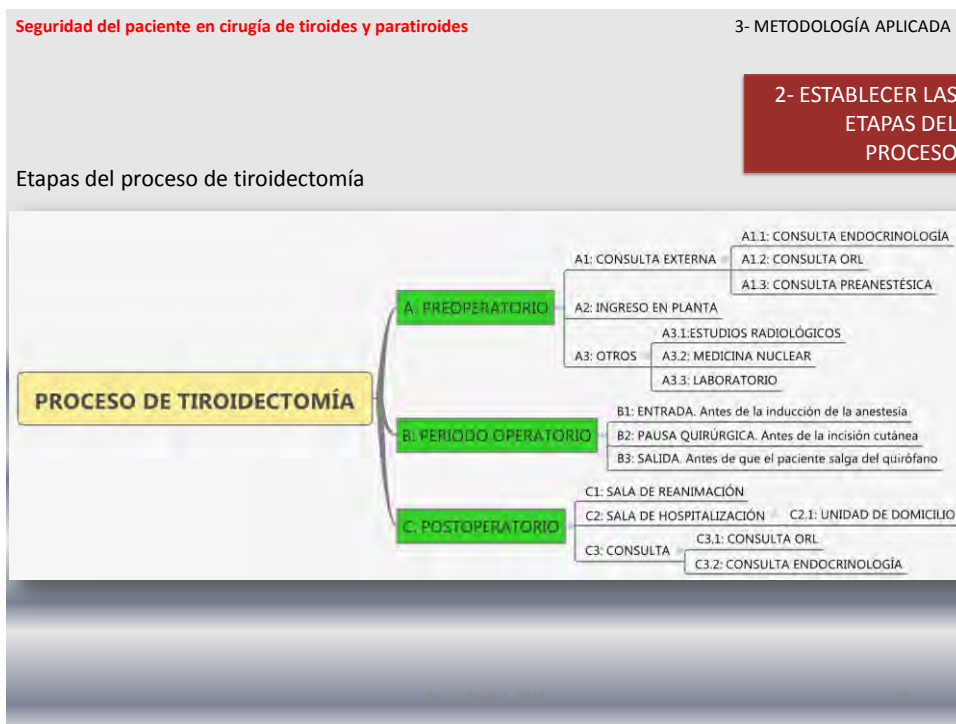 Seguridad del paciente en cirugía de tiroides y paratiroides
3- METODOLOGÍA APLICADA
2- ESTABLECER LAS
ETAPAS DEL
PROCESO
Etapas del proceso de tiroidectomía
PROCESO DE TIROIDECTOMÍA
A: PREOPERATORIO
A1: CONSULTA EXTERNA
A1.1: CONSULTA ENDOCRINOLOGÍA
A1.2: CONSULTA ORL
A1.3: CONSULTA PREANESTÉSICA
A2: INGRESO EN PLANTA
A3: OTROS
A3.1:ESTUDIOS RADIOLÓGICOS
A3.2: MEDICINA NUCLEAR
A3.3: LABORATORIO
B: PERIODO OPERATORIO
B1: ENTRADA. Antes de la inducción de la anestesia
B2: PAUSA QUIRÚRGICA. Antes de la incisión cutánea
B3: SALIDA. Antes de que el paciente salga del quirófano
C: POSTOPERATORIO
C1: SALA DE REANIMACIÓN
C2: SALA DE HOSPITALIZACIÓN
C2.1: UNIDAD DE DOMICILIO
C3: CONSULTA
C3.1: CONSULTA ORL
C3.2: CONSULTA ENDOCRINOLOGÍA